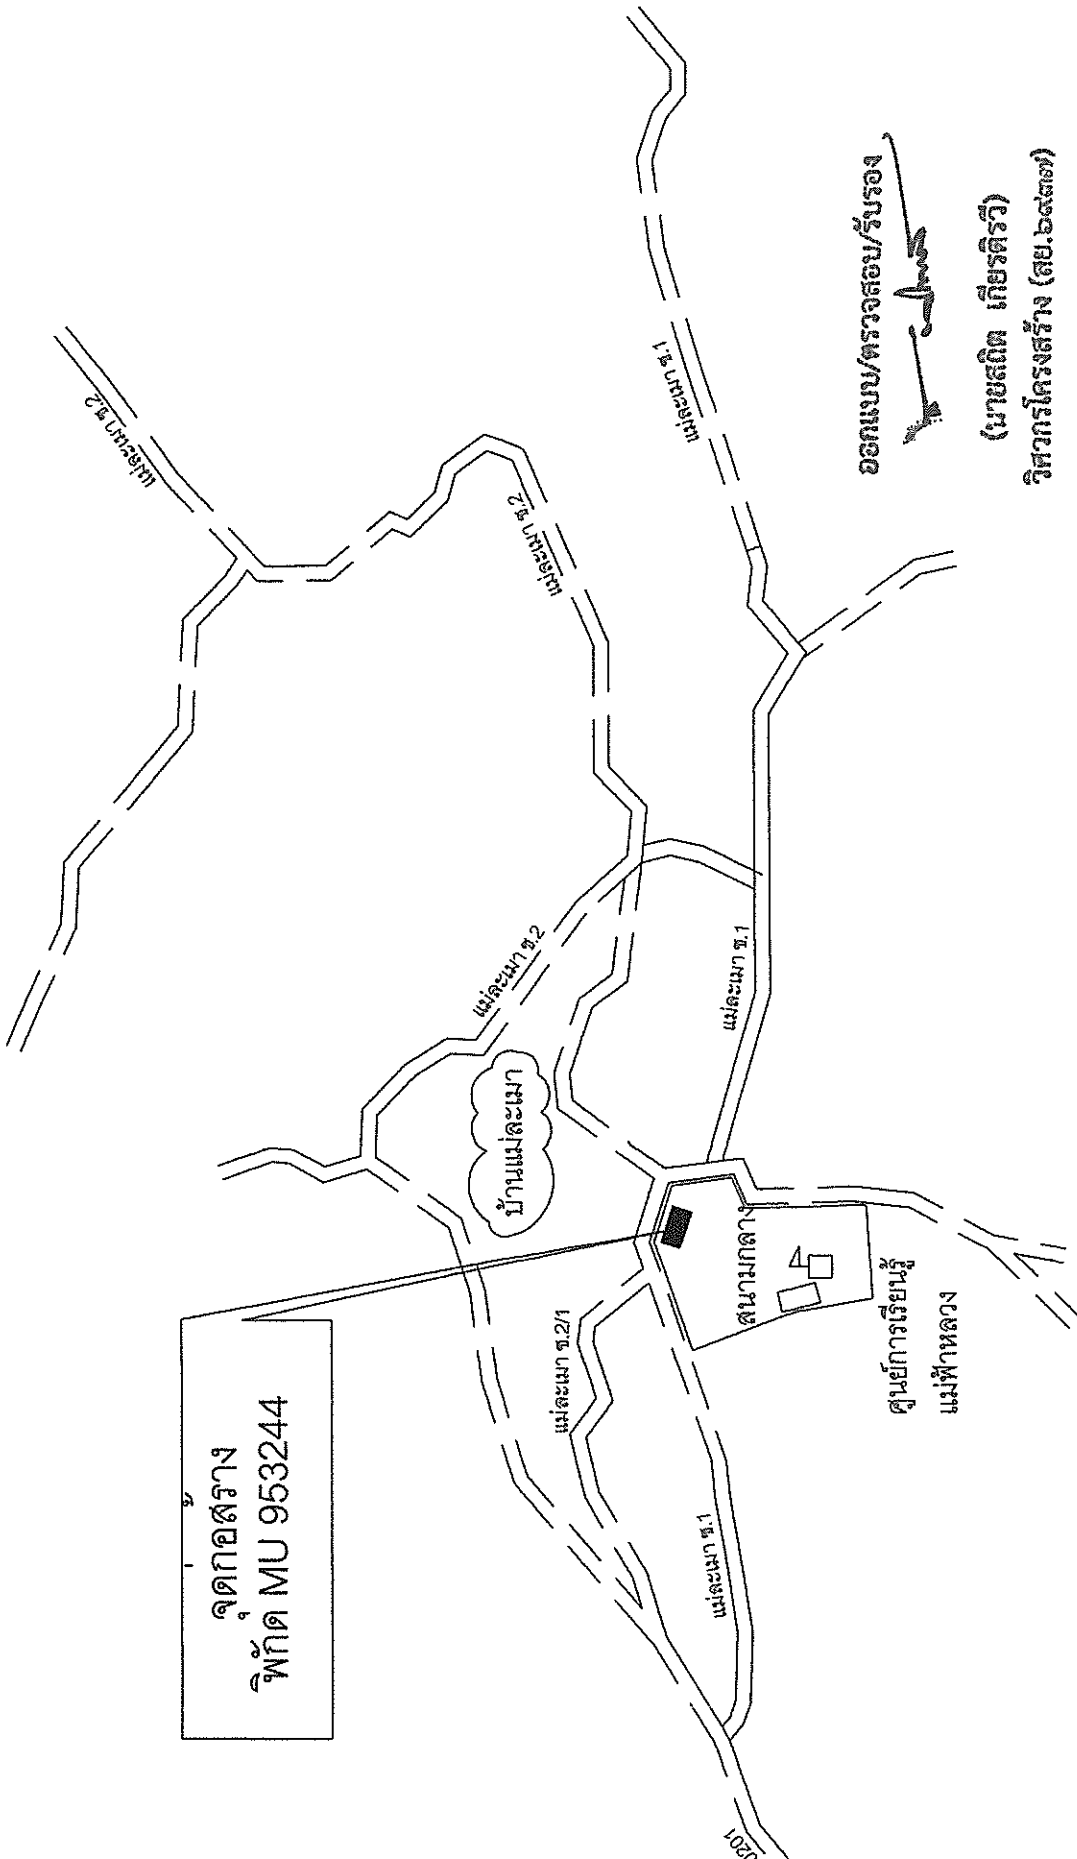 จุดก่อสร้าง
พิกัด MU 953244
บ้านแม่ละเมา
แม่ละเมา ซ.2
แม่ละเมา ซ.2
แม่ละเมา ซ.2
แม่ละเมา ซ.1
แม่ละเมา ซ.1
แม่ละเมา ซ.2/1
แม่ละเมา ซ.1
สนามกลาง
ศูนย์การเรียนรู้
แม่ฟ้าหลวง
ออกแบบ/ตรวจสอบ/รับรอง
(นายสถิต เกียรติรวี)
วิศวกรโครงสร้าง (สย.๖๙๓๗)